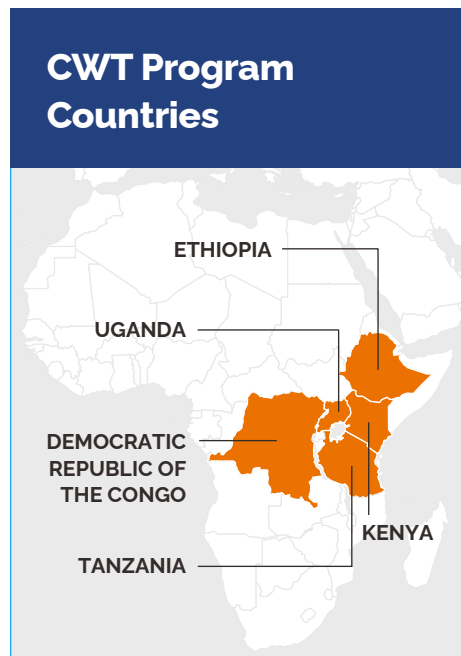 CWT Program
Countries
ETHIOPIA
UGANDA
DEMOCRATIC
REPUBLIC OF
THE CONGO
KENYA
TANZANIA